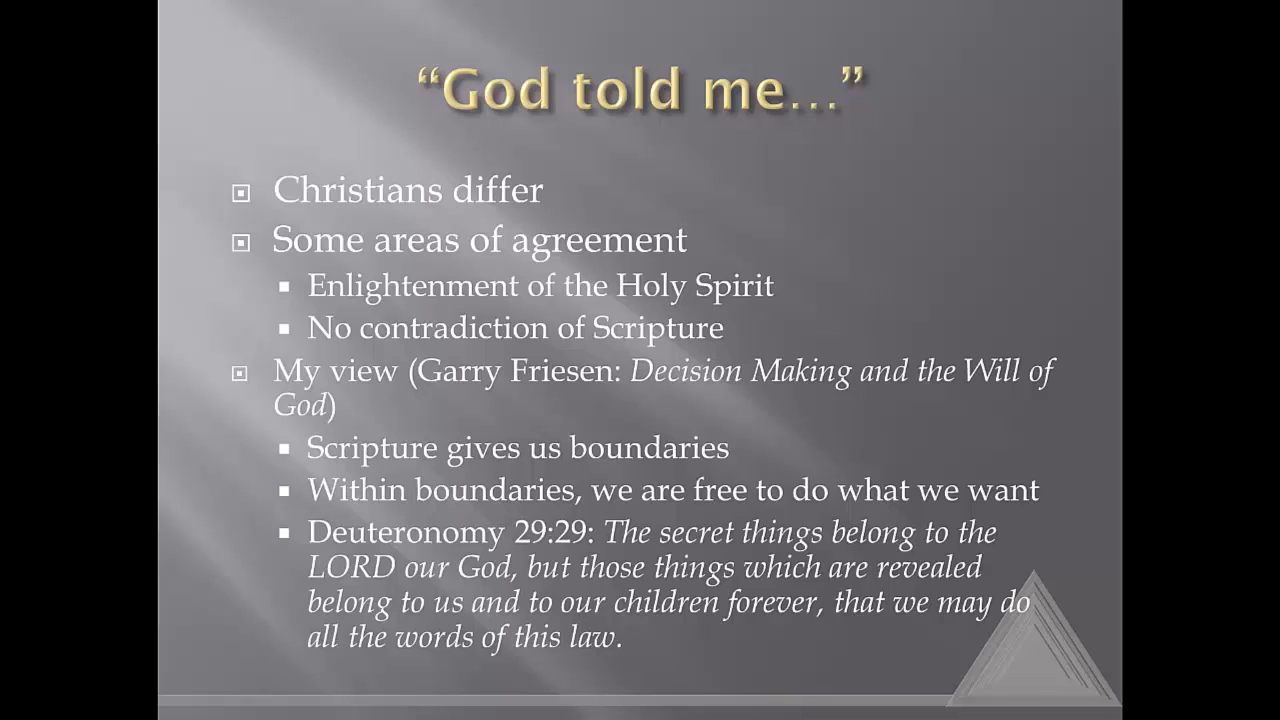 “God told me…”
Christians differ
Some areas of agreement
Enlightenment of the Holy Spirit
No contradiction of Scripture
My view (Garry Friesen: Decision Making and the Will of
God)
Scripture gives us boundaries
Within boundaries, we are free to do what we want
Deuteronomy 29:29: The secret things belong to the
LORD our God, but those things which are revealed
belong to us and to our children forever, that we may do
all the words of this law.